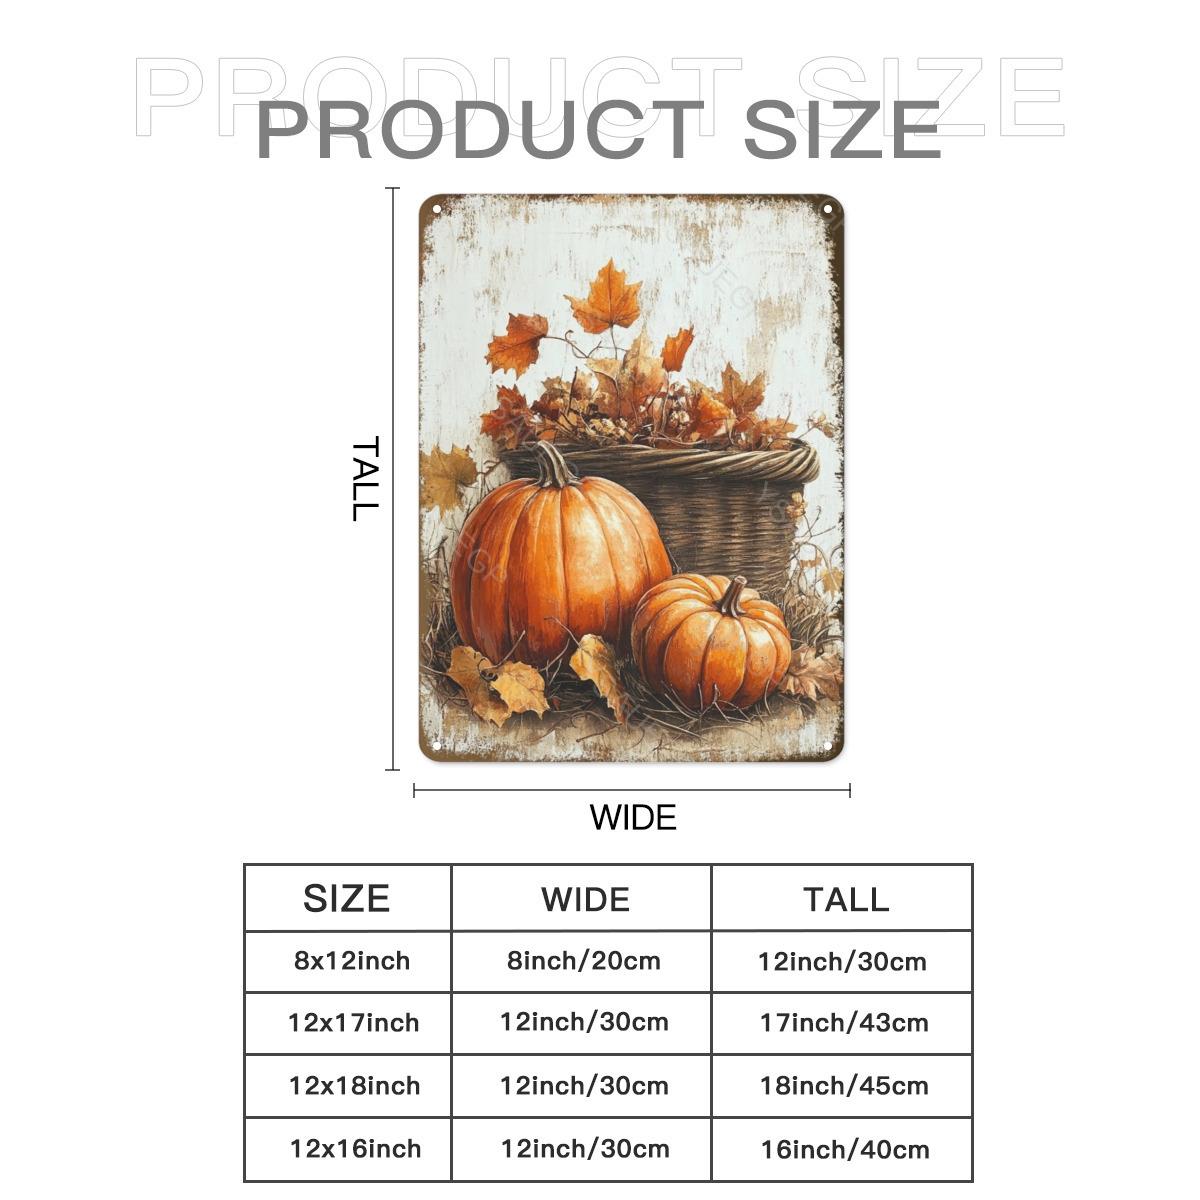 PRODUCT SIZE
PRODUCT SIZE
TALL
WIDE
SIZE WIDE TALL
8x12inch 8inch/20cm 12inch/30cm
12x17inch 12inch/30cm 17inch/43cm
12x18inch 12inch/30cm 18inch/45cm
12x16inch 12inch/30cm 16inch/40cm